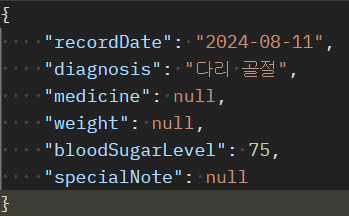 {
    "recordDate": "2024-08-11",
    "diagnosis": "다리 골절",
    "medicine": null,
    "weight": null,
    "bloodSugarLevel": 75,
    "specialNote": null
}